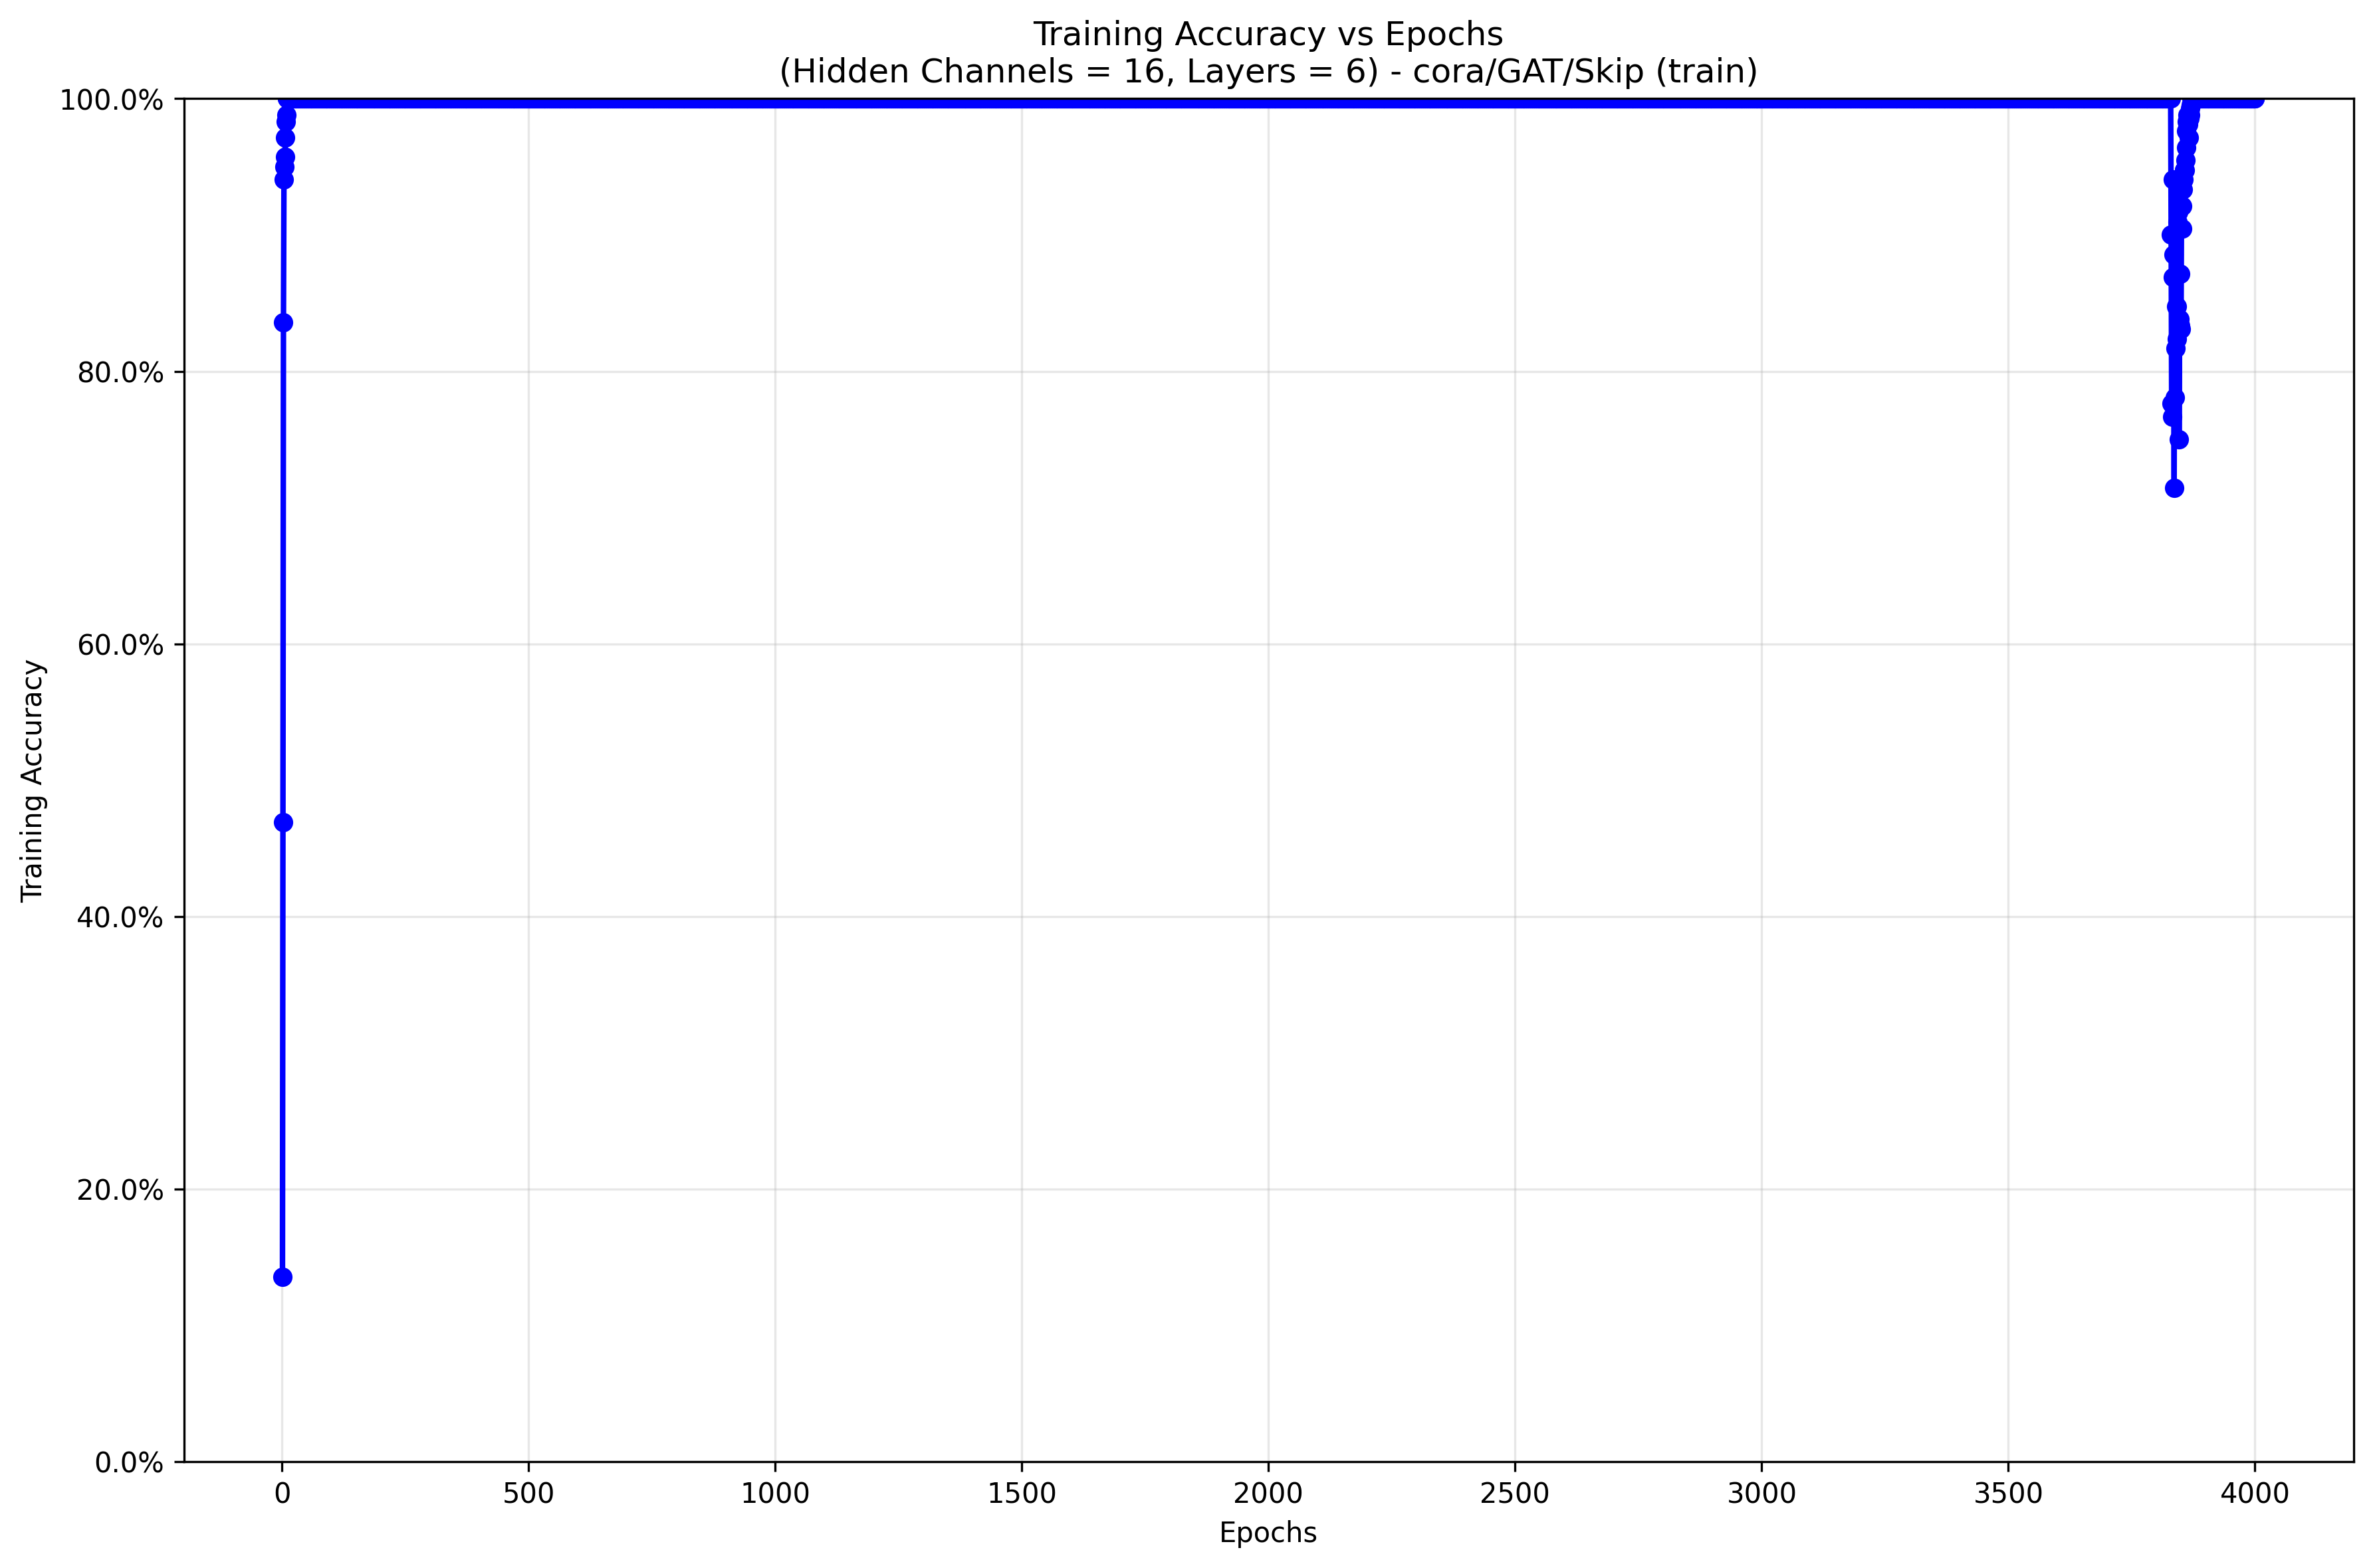 Training Accuracy vs Epochs
(Hidden Channels = 16, Layers = 6) - cora/GAT/Skip (train)
100.0%
80.0%
60.0%
40.0%
20.0%
0.0%
Training Accuracy
0 500 1000 1500 2000 2500 3000 3500 4000
Epochs